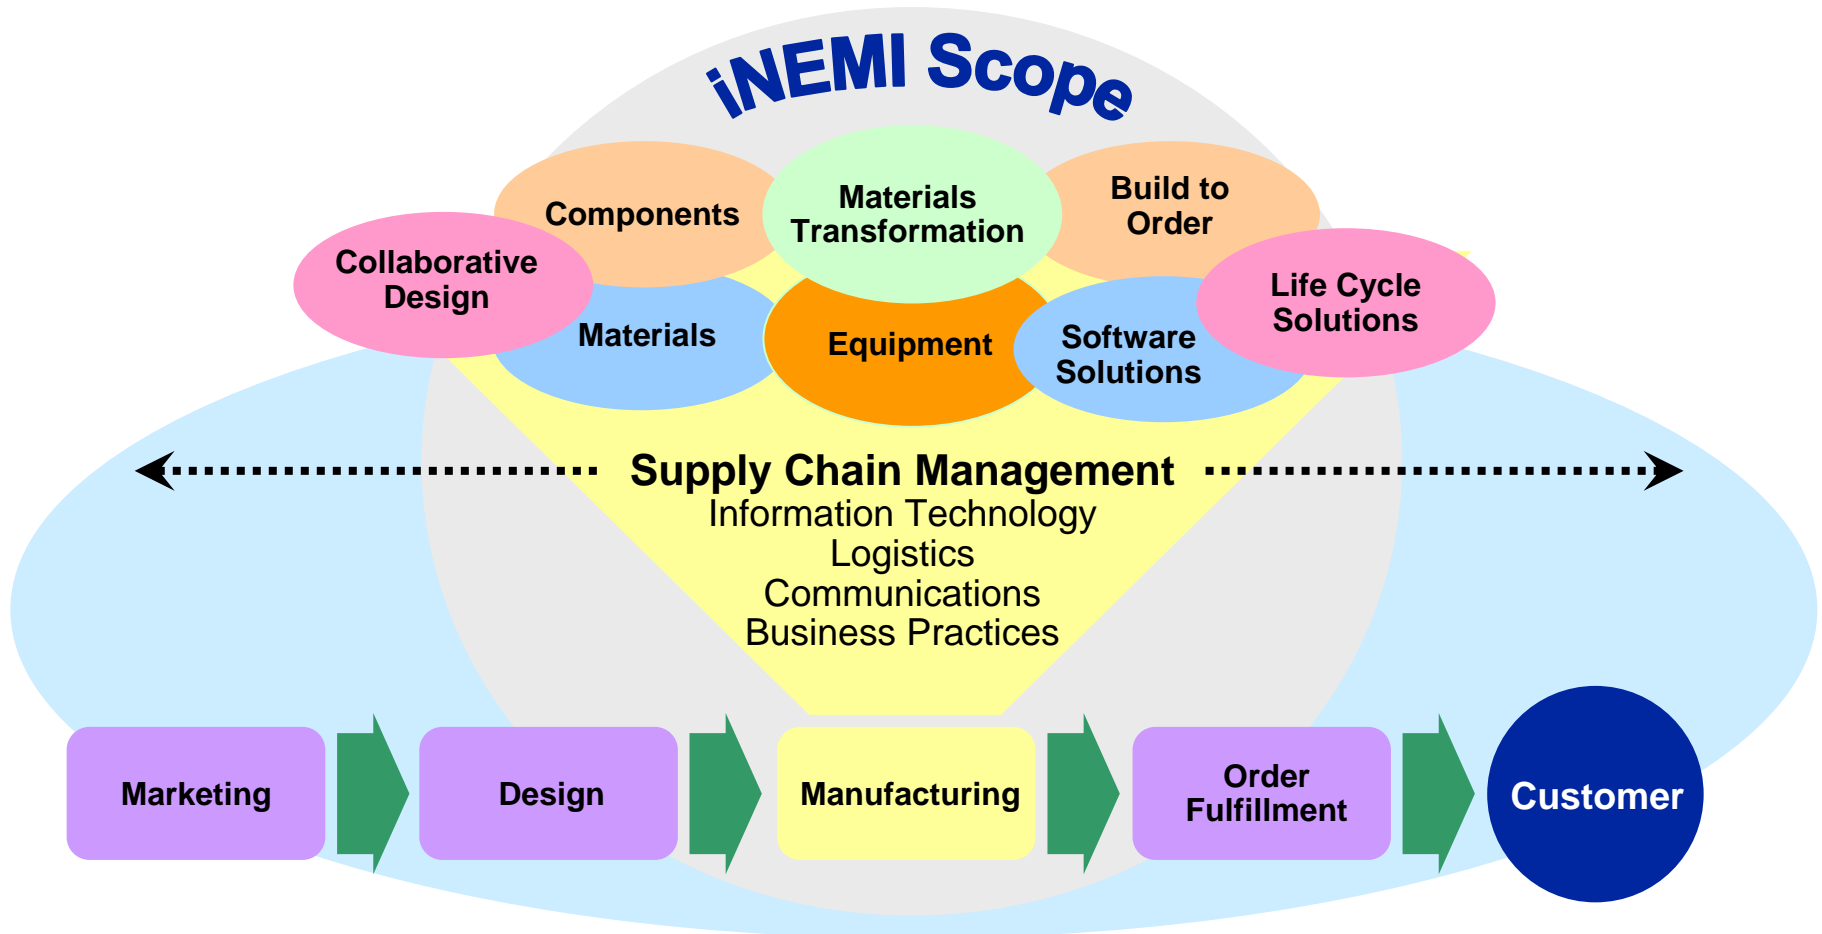 iNEMI Scope
Components
Materials
Transformation
Build to
Order
Collaborative
Design
Life Cycle
Solutions
Materials
Equipment
Software
Solutions
Supply Chain Management
Information Technology
Logistics
Communications
Business Practices
Marketing
Design
Manufacturing
Order
Fulfillment
Customer